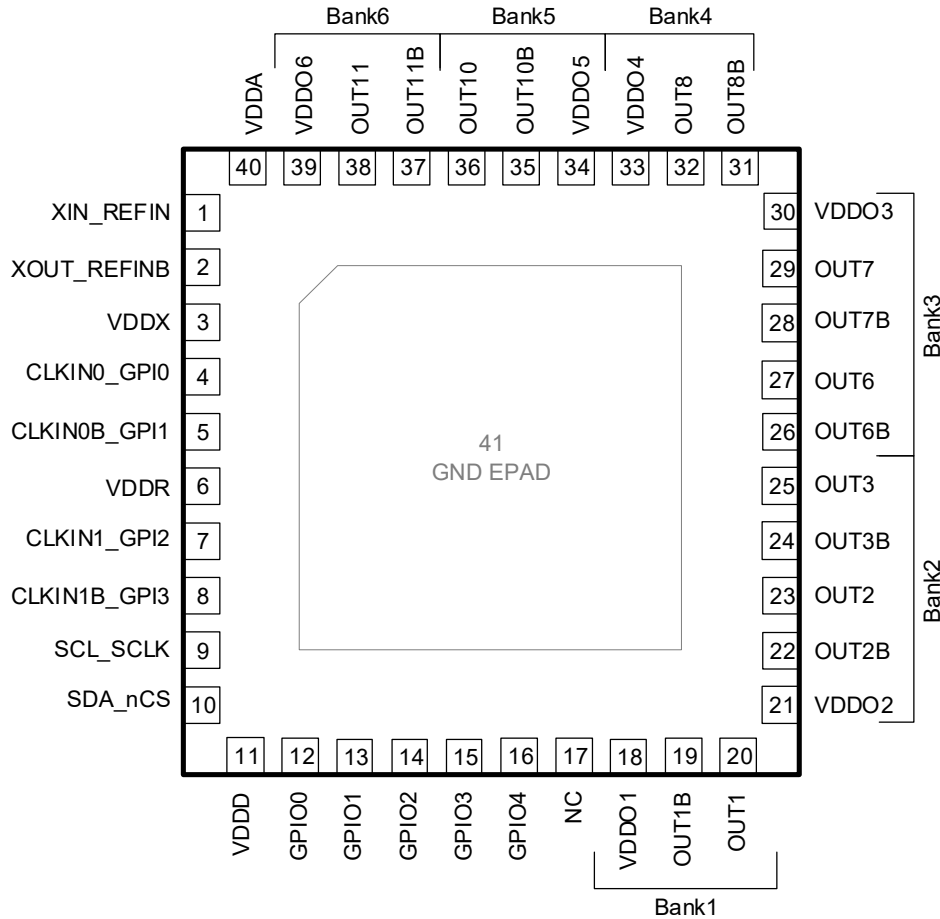 Bank6
Bank5
Bank4
VDDA
VDDO6
OUT11
OUT11B
OUT10
OUT10B
VDDO5
VDDO4
OUT8
OUT8B
40 39 38 37 36 35 34 33 32 31
XIN_REFIN 1
XOUT_REFINB 2
VDDX 3
CLKIN0_GPI0 4
CLKIN0B_GPI1 5
VDDR 6
CLKIN1_GPI2 7
CLKIN1B_GPI3 8
SCL_SCLK 9
SDA_nCS 10
41
GND EPAD
30 VDDO3
29 OUT7
28 OUT7B
27 OUT6
26 OUT6B
25 OUT3
24 OUT3B
23 OUT2
22 OUT2B
21 VDDO2
Bank3
Bank2
11 12 13 14 15 16 17 18 19 20
VDDD
GPIO0
GPIO1
GPIO2
GPIO3
GPIO4
NC
VDDO1
OUT1B
OUT1
Bank1